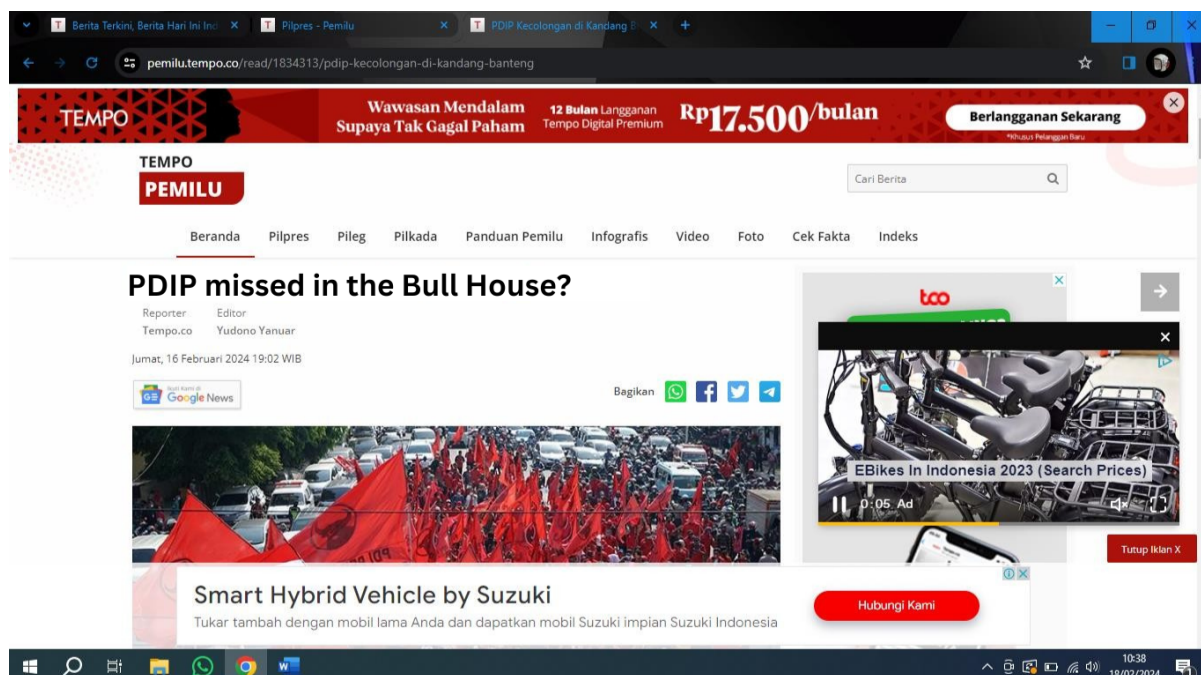 Berita Terkini, Berita Hari Ini Ind
Pilpres - Pemilu
PDIP Kecolongan di Kandang B
pemilu.tempo.co/read/1834313/pdip-kecolongan-di-kandang-banteng
TEMPO
Wawasan Mendalam
Supaya Tak Gagal Paham
12 Bulan Langganan
Tempo Digital Premium
Rp17.500/bulan
Berlangganan Sekarang
*Khusus Pelanggan Baru
TEMPO
PEMILU
Cari Berita
Beranda Pilpres Pileg Pilkada Panduan Pemilu Infografis Video Foto Cek Fakta Indeks
PDIP missed in the Bull House?
Reporter Editor
Tempo.co Yudono Yanuar
Jumat, 16 Februari 2024 19:02 WIB
Google News
Bagikan
EBikes In Indonesia 2023 (Search Prices)
0:05 Ad
Tutup Iklan X
Smart Hybrid Vehicle by Suzuki
Tukar tambah dengan mobil lama Anda dan dapatkan mobil Suzuki impian Suzuki Indonesia
Hubungi Kami
10:38
18/02/2024